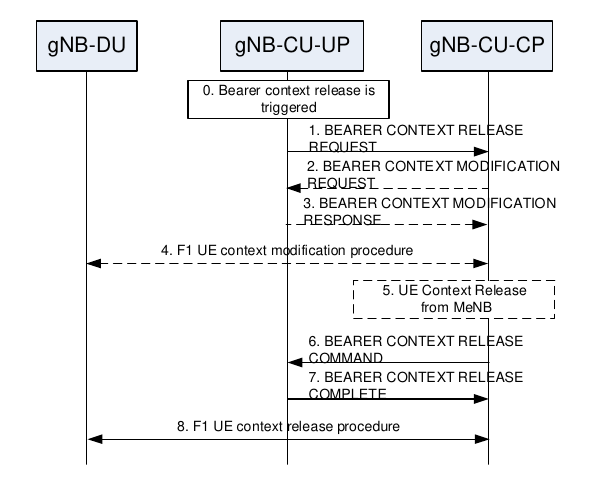 gNB-DU
gNB-CU-UP
gNB-CU-CP
0. Bearer context release is
triggered
1. BEARER CONTEXT RELEASE
REQUEST
2. BEARER CONTEXT MODIFICATION
REQUEST
3. BEARER CONTEXT MODIFICATION
RESPONSE
4. F1 UE context modification procedure
5. UE Context Release
from MeNB
6. BEARER CONTEXT RELEASE
COMMAND
7. BEARER CONTEXT RELEASE
COMPLETE
8. F1 UE context release procedure